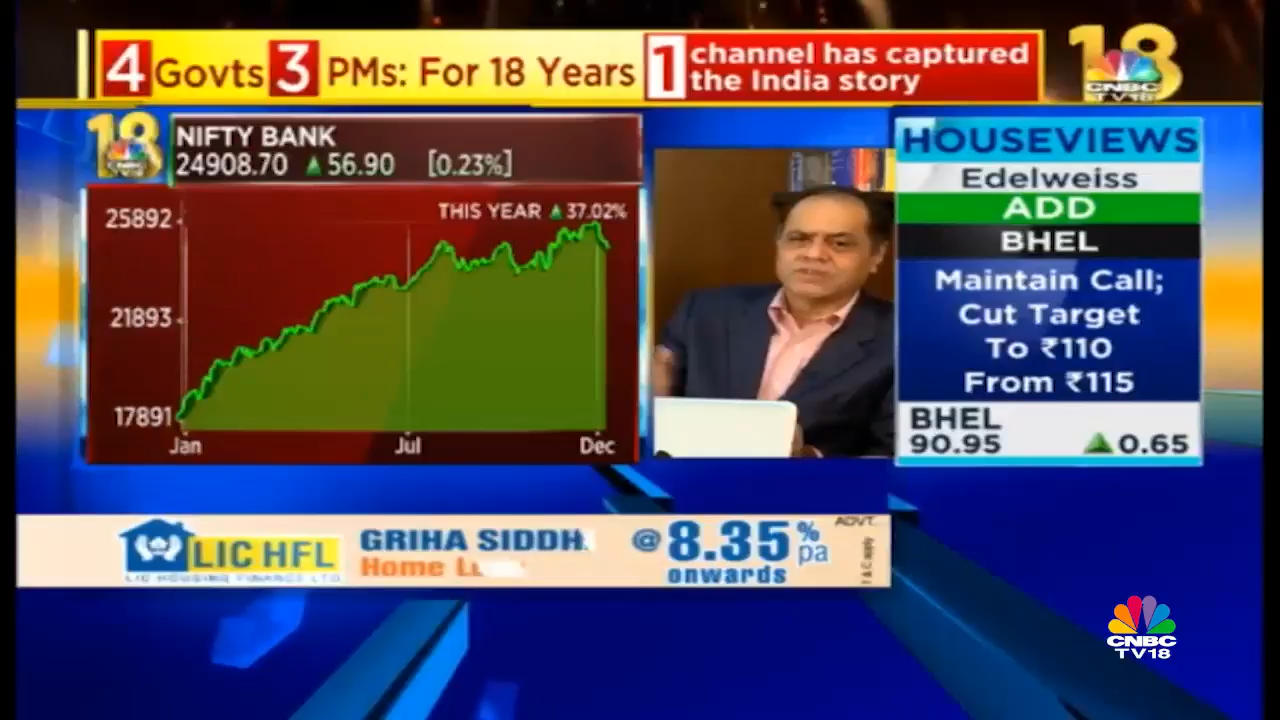 4 Govts 3 PMs: For 18 Years 1 channel has captured
the India story
18
CNBC
TV18
18
NIFTY BANK
24908.70 ▲ 56.90 [0.23%]
THIS YEAR ▲ 37.02%
25892
21893
17891
Jan Jul Dec
HOUSEVIEWS
Edelweiss
ADD
BHEL
Maintain Call;
Cut Target
To ₹110
From ₹115
BHEL
90.95 ▲ 0.65
LIC HFL
LIC HOUSING FINANCE LTD
GRIHA SIDDH
Home
@ 8.35 % pa
onwards
ADVT.
T & C apply
CNBC
TV18